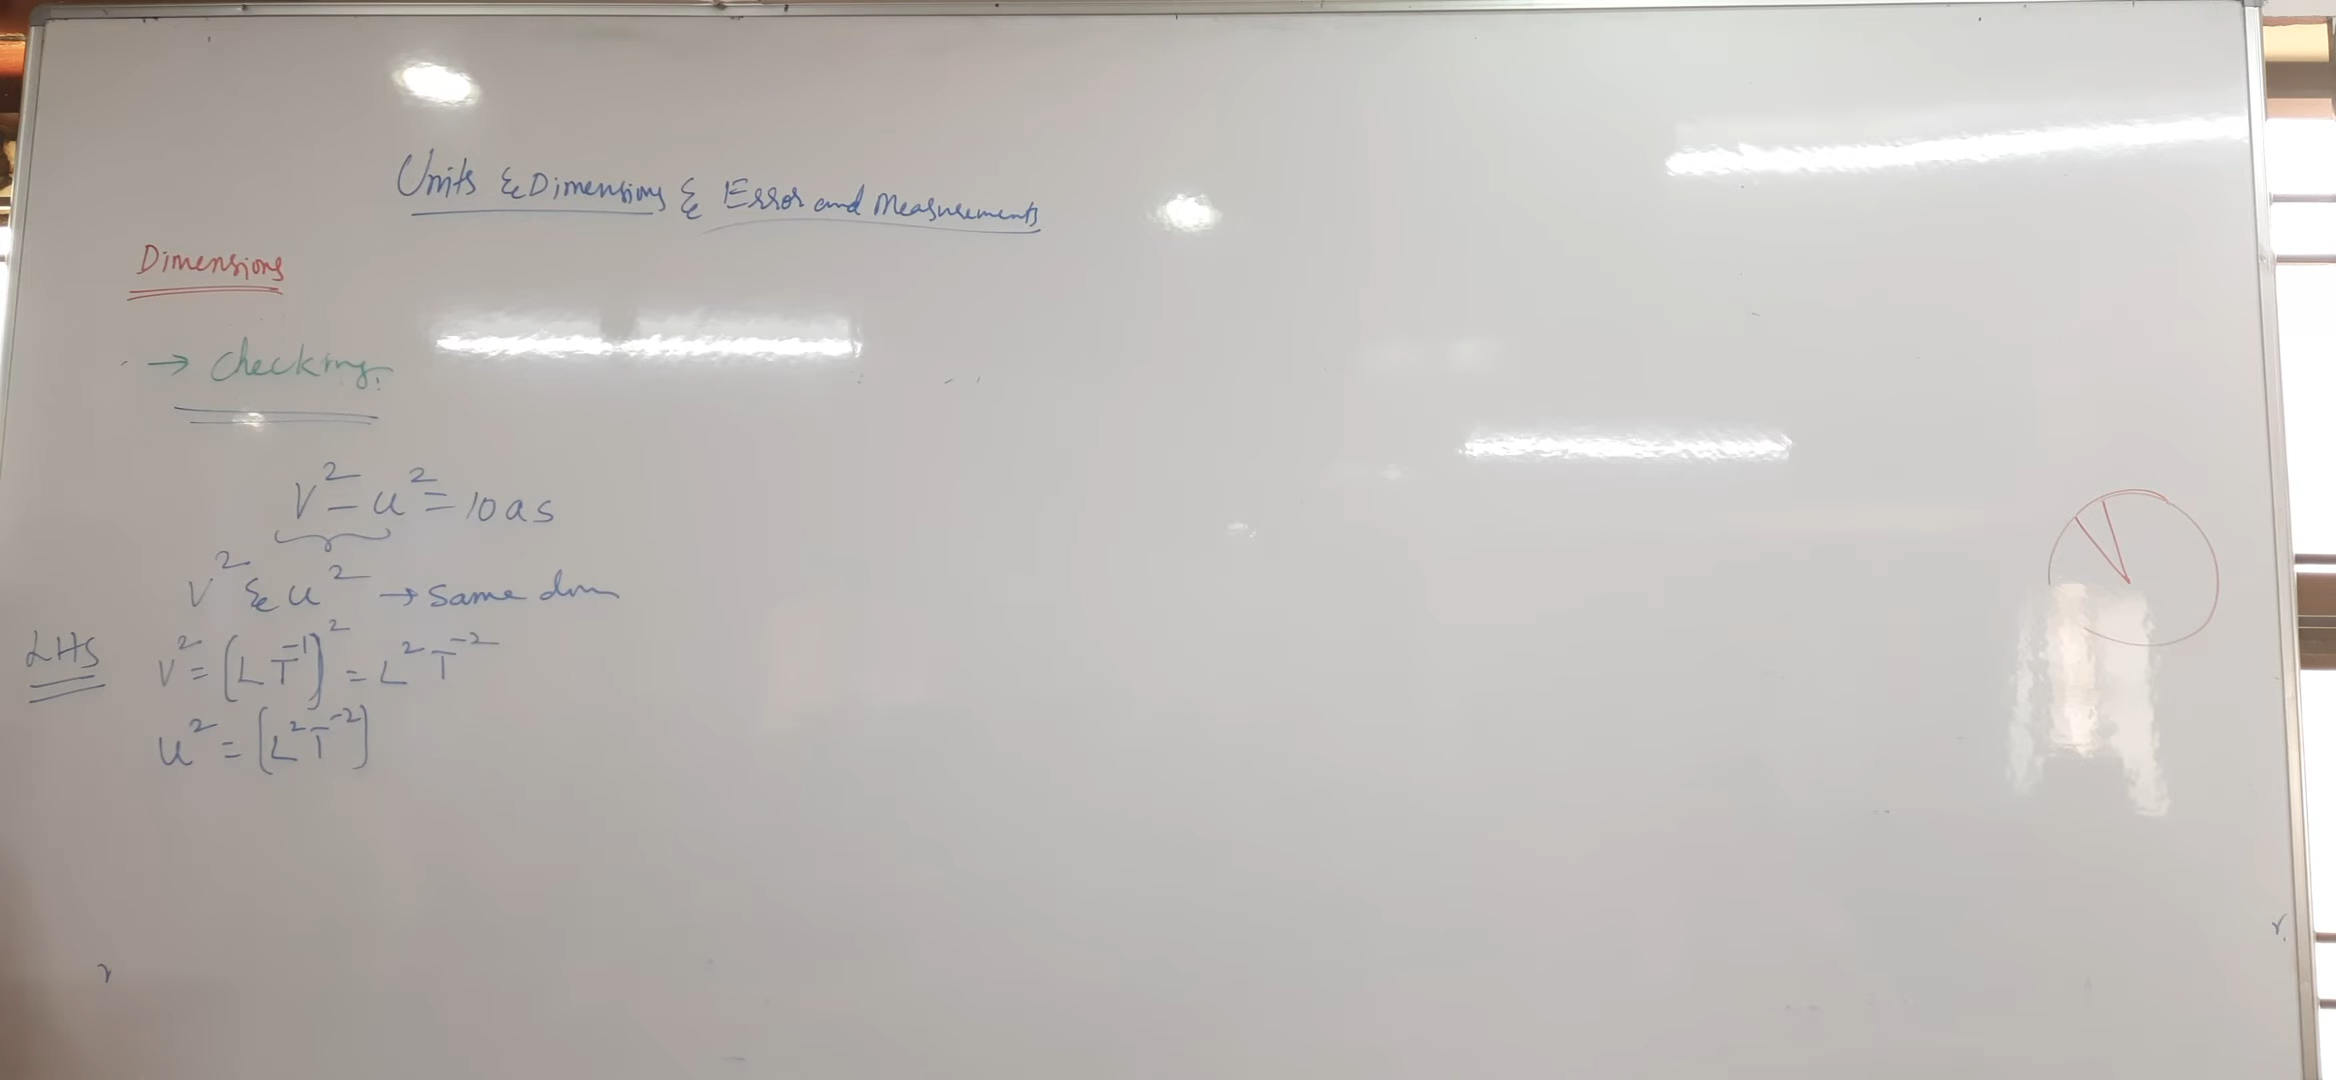 Units & Dimensions & Error and Measurements
Dimensions
→ checking
V² - u² = 10as
V² & u² → same dim
LHS V² = (LT⁻¹)² = L²T⁻²
u² = [L²T⁻²]